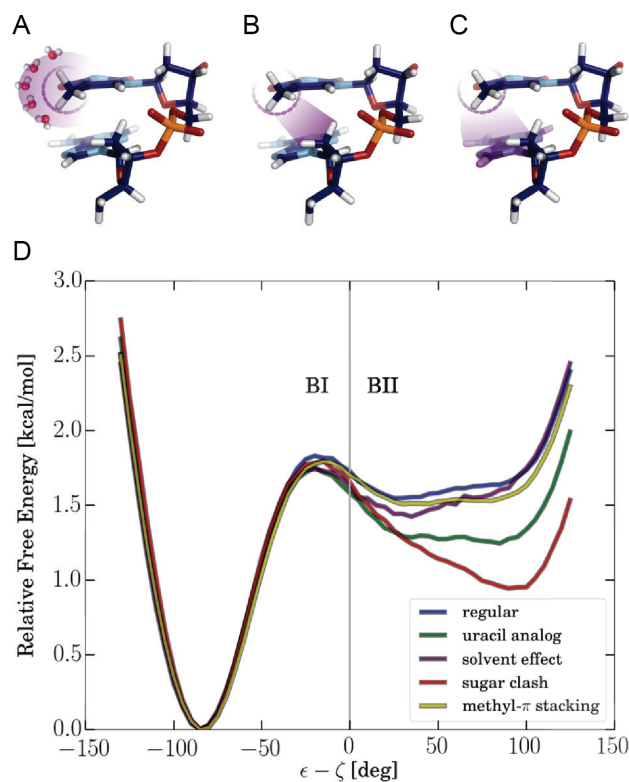 A
B
C
D
Relative Free Energy [kcal/mol]
3.0
2.5
2.0
1.5
1.0
0.5
0.0
BI
BII
regular
uracil analog
solvent effect
sugar clash
methyl-π stacking
−150
−100
−50
0
50
100
150
ϵ − ζ [deg]